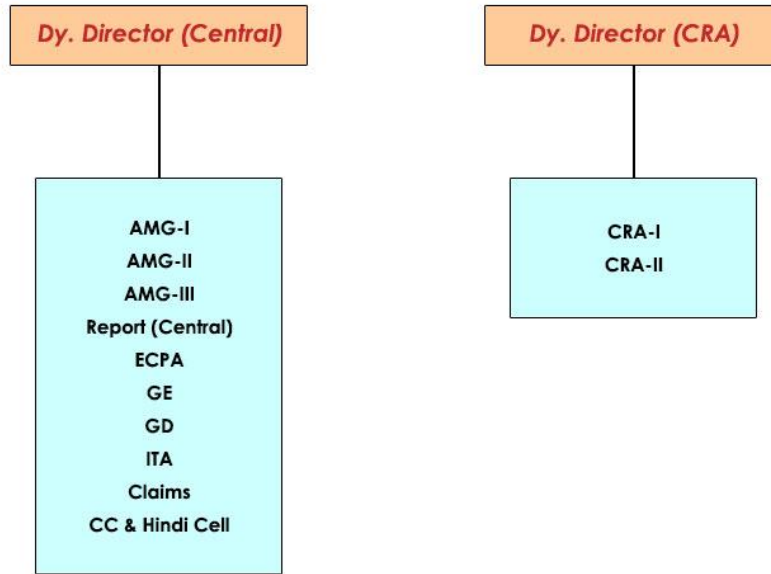 Dy. Director (Central)
Dy. Director (CRA)
AMG-I
AMG-II
AMG-III
Report (Central)
ECPA
GE
GD
ITA
Claims
CC & Hindi Cell
CRA-I
CRA-II